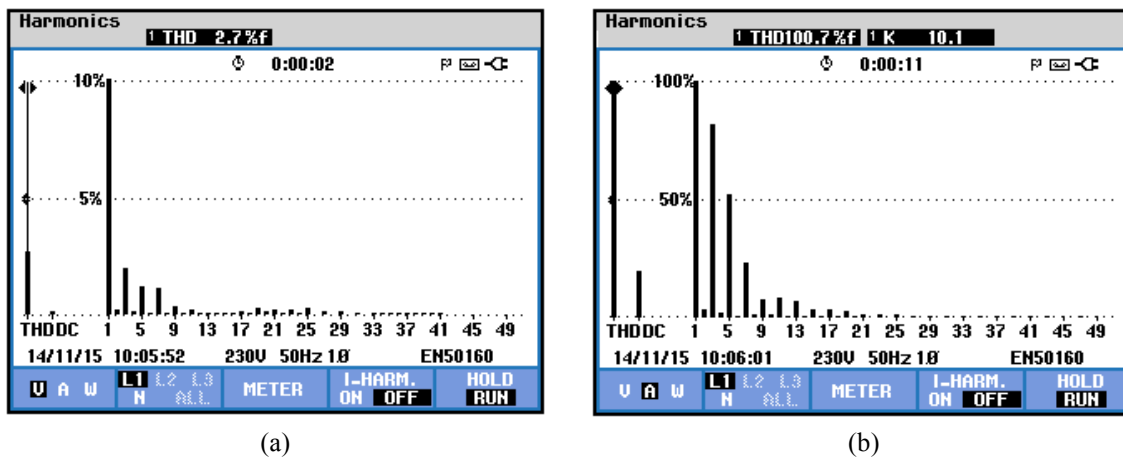 Harmonics
1 THD 2.7%f
0:00:02
10%
5%
THD DC 1 5 9 13 17 21 25 29 33 37 41 45 49
14/11/15 10:05:52 230V 50Hz 1Ø EN50160
V A W
L1 L2 L3
N ALL
METER
I-HARM.
ON OFF
HOLD
RUN
(a)
Harmonics
1 THD100.7%f 1 K 10.1
0:00:11
100%
50%
THD DC 1 5 9 13 17 21 25 29 33 37 41 45 49
14/11/15 10:06:01 230V 50Hz 1Ø EN50160
V A W
L1 L2 L3
N ALL
METER
I-HARM.
ON OFF
HOLD
RUN
(b)